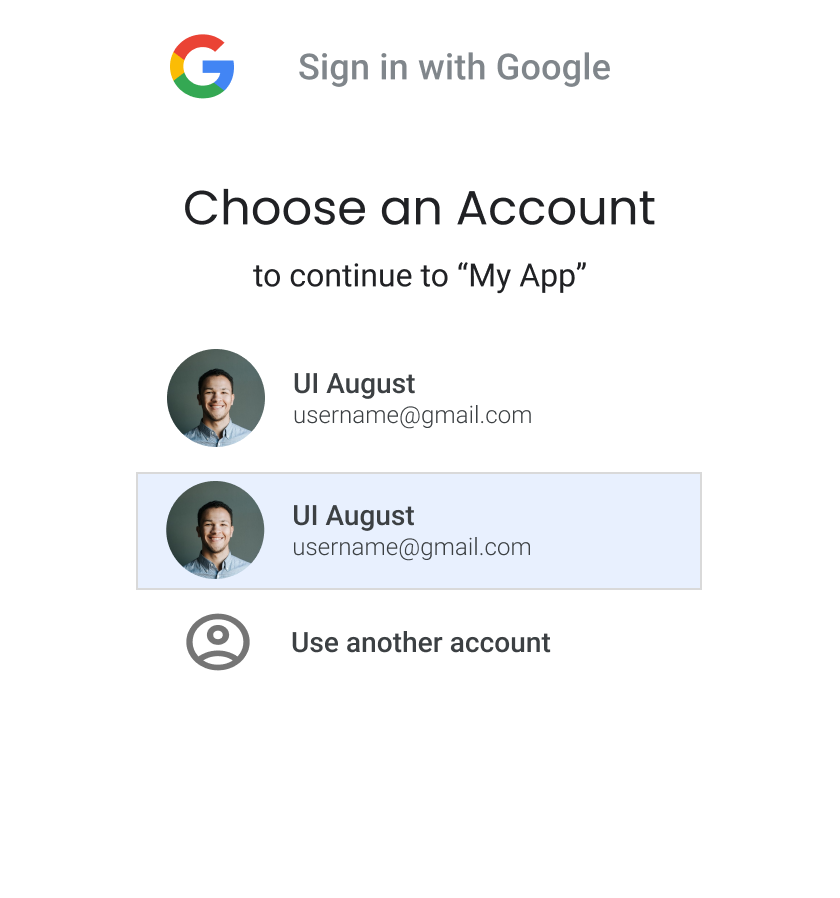 Sign in with Google
Choose an Account
to continue to “My App”
UI August
username@gmail.com
UI August
username@gmail.com
Use another account